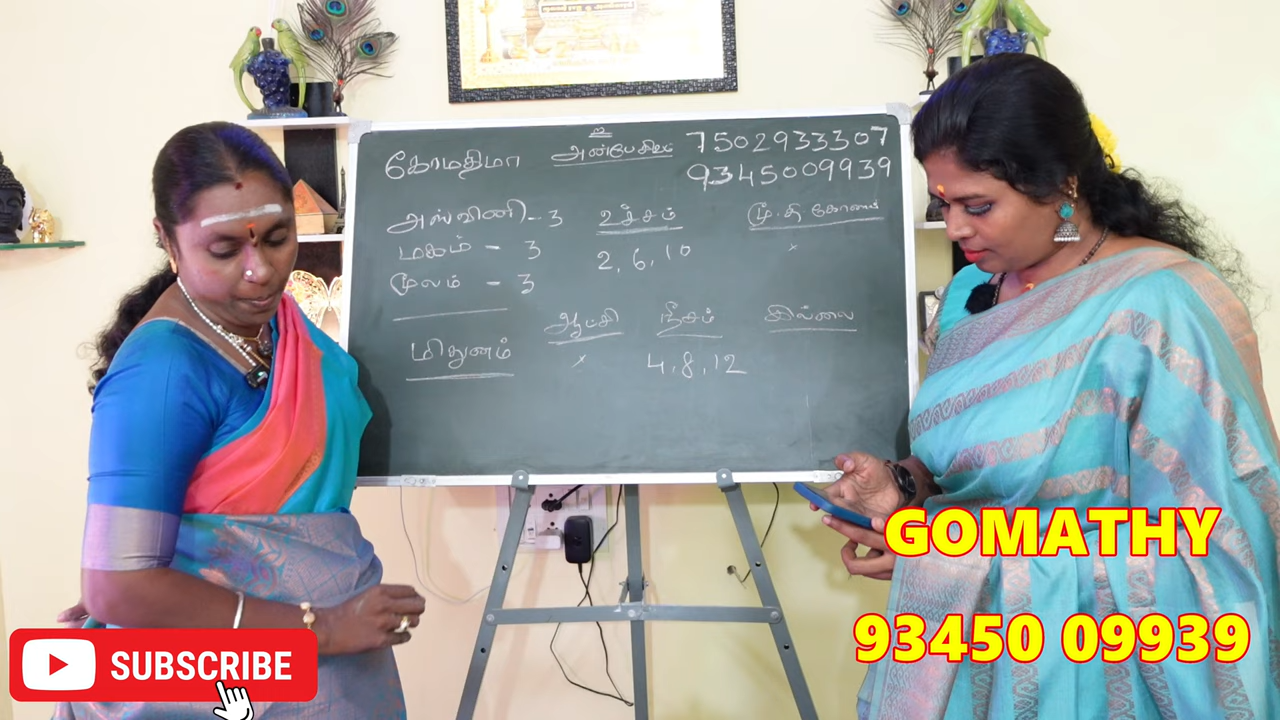 உ
கோமதிமா அன்பேசிவம் 7502933307
9345009939
அஸ்வினி - 3 உச்சம் மூ.தி கோணம்
மகம் - 3 2, 6, 10 x
மூலம் - 3
ஆட்சி நீசம் இல்லை
மிதுனம் x 4, 8, 12
GOMATHY
93450 09939
SUBSCRIBE